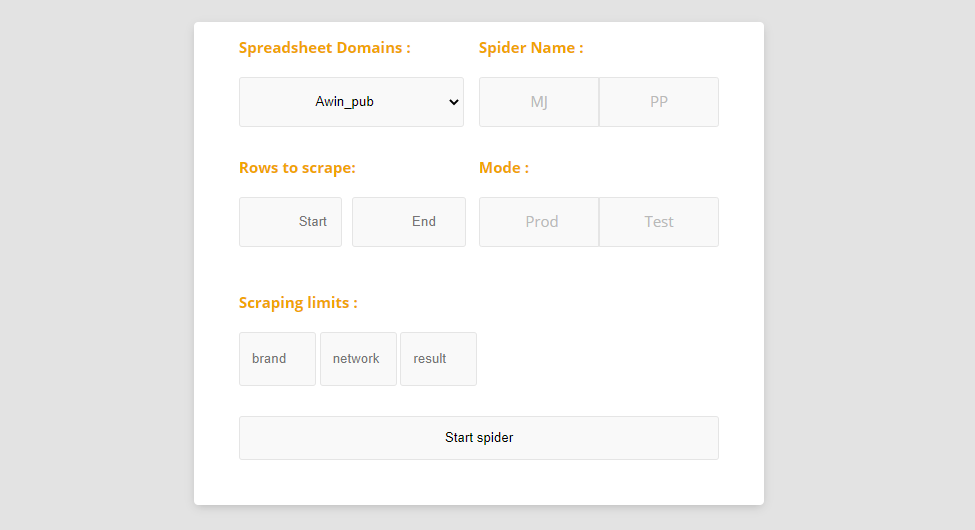 Spreadsheet Domains :
Spider Name :
Awin_pub
MJ
PP
Rows to scrape:
Mode :
Start
End
Prod
Test
Scraping limits :
brand
network
result
Start spider